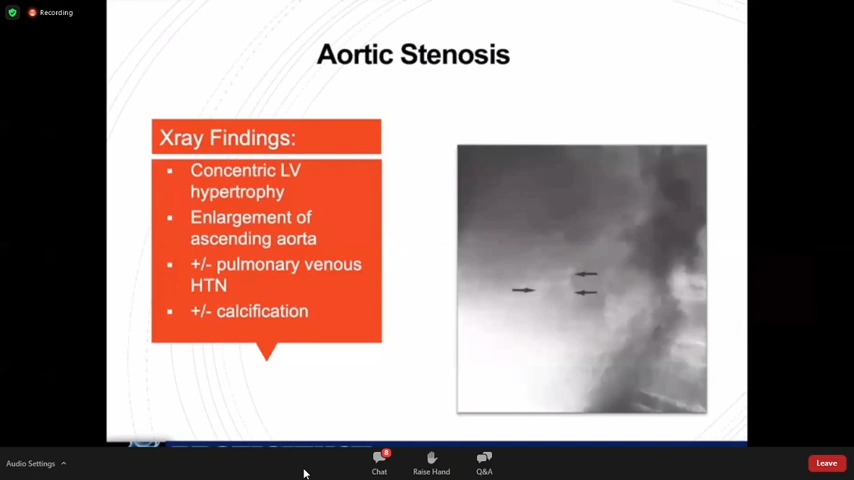 Recording
Aortic Stenosis
Xray Findings:
▪ Concentric LV
hypertrophy
▪ Enlargement of
ascending aorta
▪ +/- pulmonary venous
HTN
▪ +/- calcification
Audio Settings
8
Chat
Raise Hand
Q&A
Leave